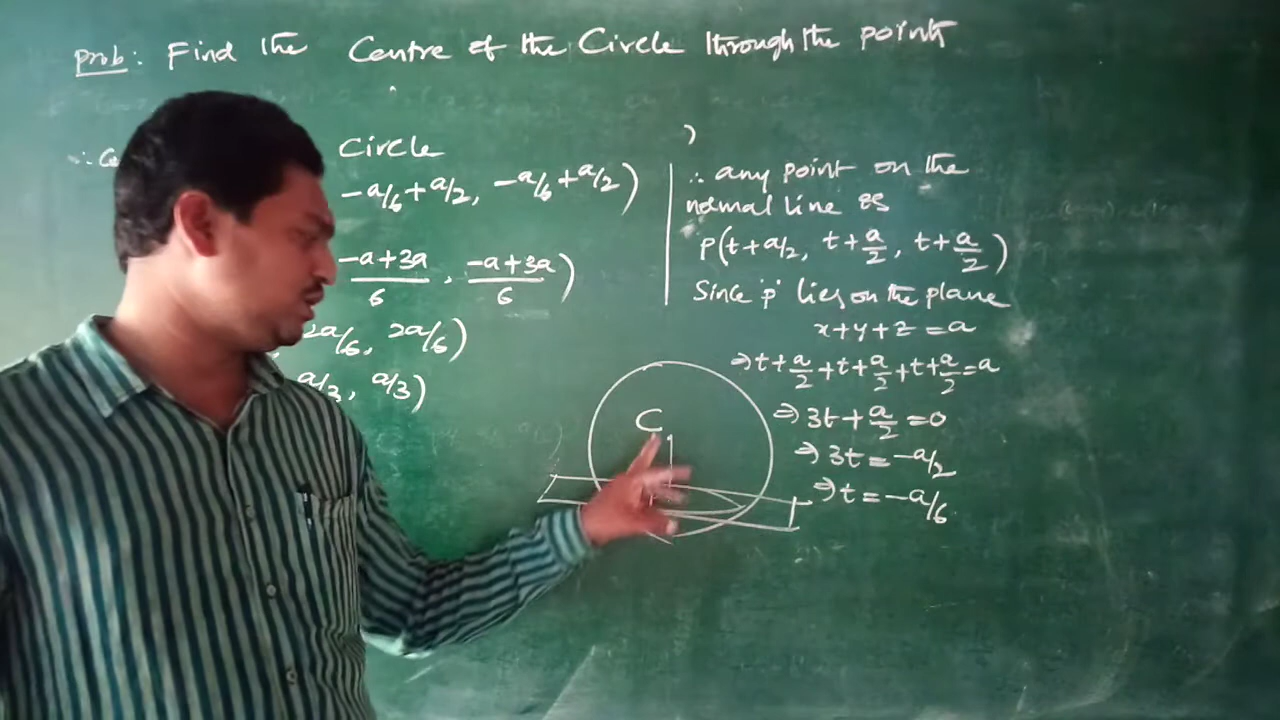 prob: Find the Centre of the Circle through the points
Circle
-a/6+a/2, -a/6+a/2)
-a+3a/6, -a+3a/6)
, 2a/6, 2a/6)
a/3, a/3)
)
∴ any point on the
normal line is
P(t+a/2, t+a/2, t+a/2)
Since 'p' lies on the plane
x+y+z=a
⇒ t+a/2+t+a/2+t+a/2=a
⇒ 3t+a/2=0
⇒ 3t=-a/2
⇒ t=-a/6
C